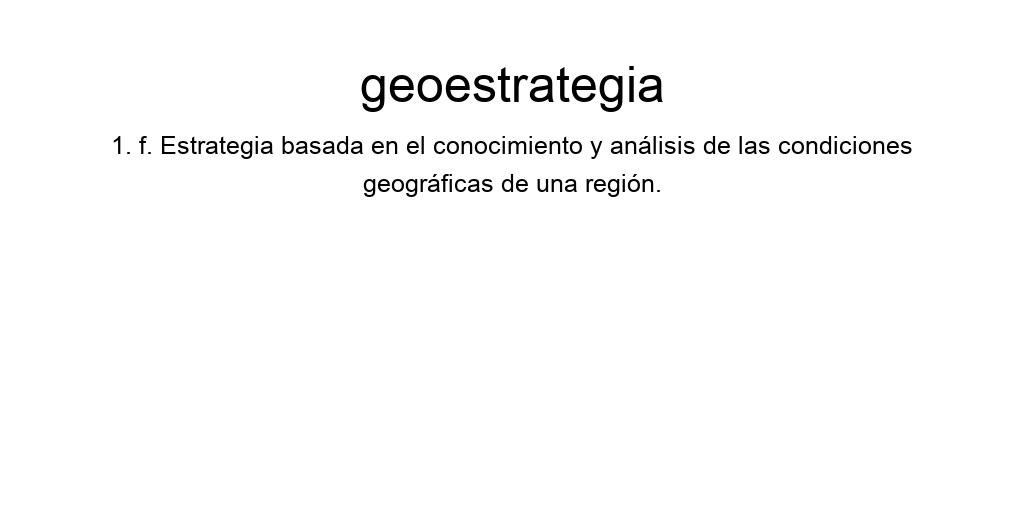 geoestrategia
1. f. Estrategia basada en el conocimiento y análisis de las condiciones
geográficas de una región.